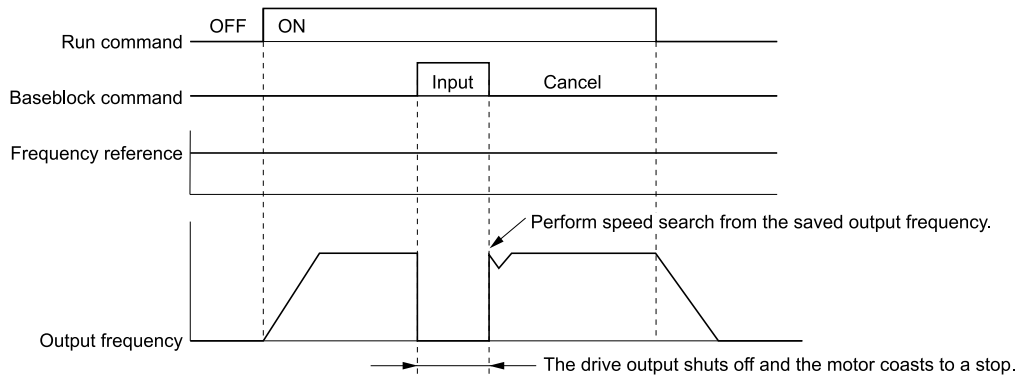 OFF ON
Run command
Input Cancel
Baseblock command
Frequency reference
Perform speed search from the saved output frequency.
Output frequency
The drive output shuts off and the motor coasts to a stop.